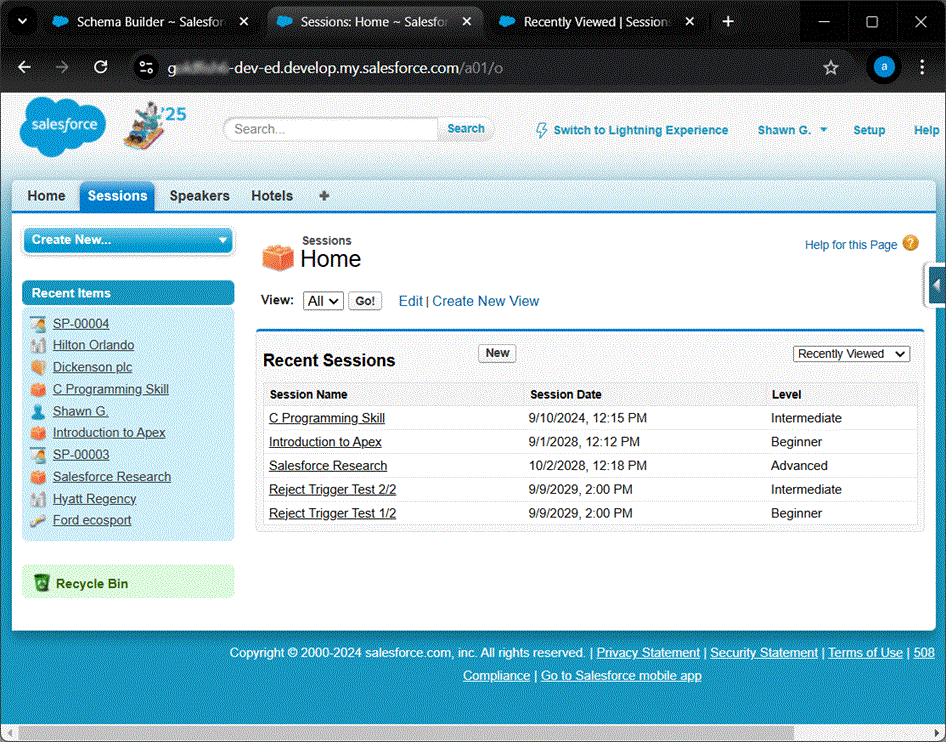 Schema Builder ~ Salesfor
Sessions: Home ~ Salesfor
Recently Viewed | Session
-dev-ed.develop.my.salesforce.com/a01/o
a
salesforce
'25
Search...
Search
Switch to Lightning Experience
Shawn G.
Setup
Help
Home
Sessions
Speakers
Hotels
Create New...
Sessions
Home
Help for this Page
?
View:
All
Go!
Edit | Create New View
Recent Items
SP-00004
Hilton Orlando
Dickenson plc
C Programming Skill
Shawn G.
Introduction to Apex
SP-00003
Salesforce Research
Hyatt Regency
Ford ecosport
Recycle Bin
Recent Sessions
New
Recently Viewed
Session Name Session Date Level
C Programming Skill 9/10/2024, 12:15 PM Intermediate
Introduction to Apex 9/1/2028, 12:12 PM Beginner
Salesforce Research 10/2/2028, 12:18 PM Advanced
Reject Trigger Test 2/2 9/9/2029, 2:00 PM Intermediate
Reject Trigger Test 1/2 9/9/2029, 2:00 PM Beginner
Copyright © 2000-2024 salesforce.com, inc. All rights reserved. | Privacy Statement | Security Statement | Terms of Use | 508
Compliance | Go to Salesforce mobile app